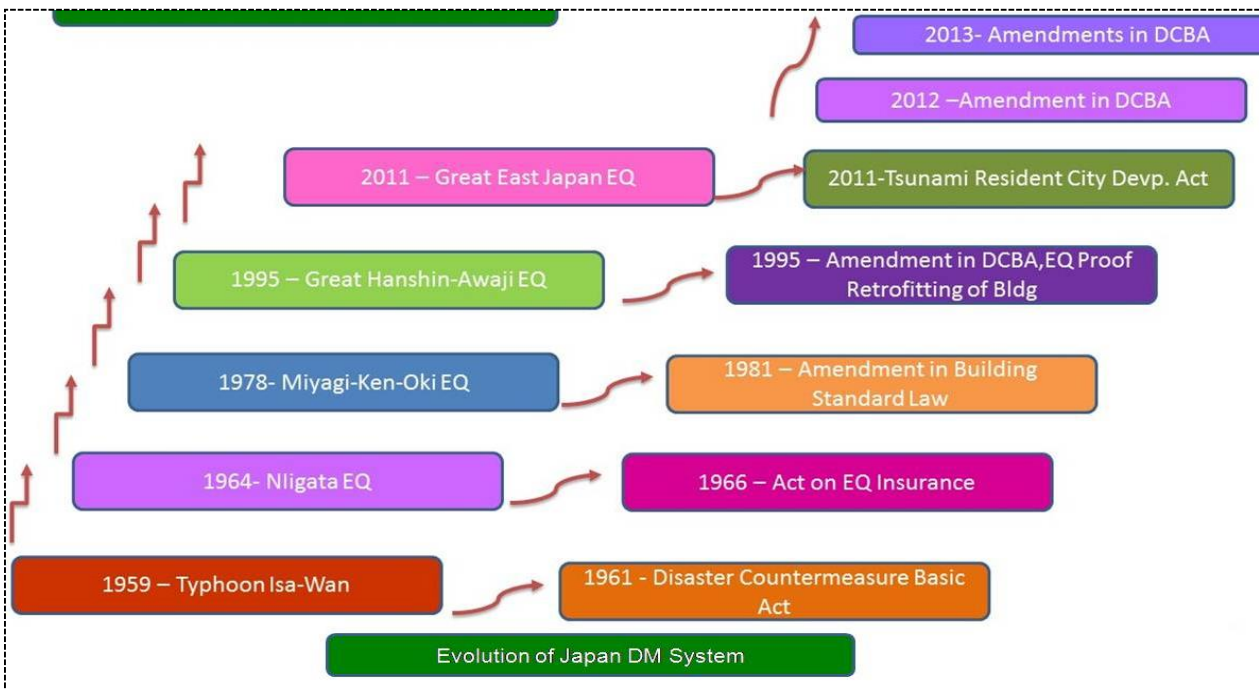 2013- Amendments in DCBA
2012 –Amendment in DCBA
2011 – Great East Japan EQ
2011-Tsunami Resident City Devp. Act
1995 – Great Hanshin-Awaji EQ
1995 – Amendment in DCBA,EQ Proof
Retrofitting of Bldg
1978- Miyagi-Ken-Oki EQ
1981 – Amendment in Building
Standard Law
1964- NIigata EQ
1966 – Act on EQ Insurance
1959 – Typhoon Isa-Wan
1961 - Disaster Countermeasure Basic
Act
Evolution of Japan DM System